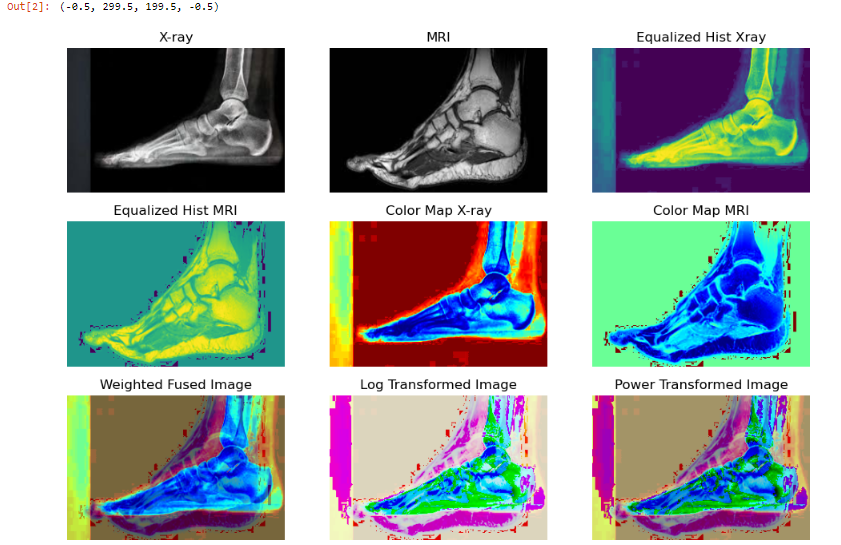 Out[2]: (-0.5, 299.5, 199.5, -0.5)
X-ray
MRI
Equalized Hist Xray
Equalized Hist MRI
Color Map X-ray
Color Map MRI
Weighted Fused Image
Log Transformed Image
Power Transformed Image